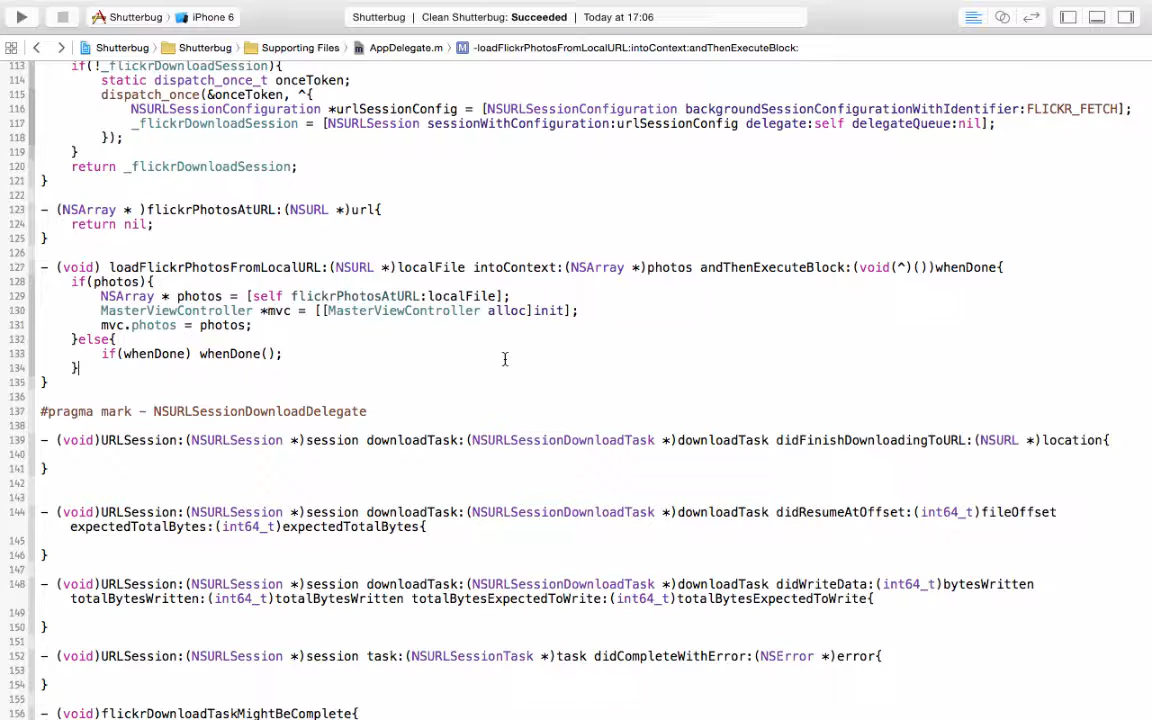 Shutterbug iPhone 6 Shutterbug | Clean Shutterbug: Succeeded | Today at 17:06
Shutterbug Shutterbug Supporting Files AppDelegate.m M -loadFlickrPhotosFromLocalURL:intoContext:andThenExecuteBlock:
113 if(!_flickrDownloadSession){
114 static dispatch_once_t onceToken;
115 dispatch_once(&onceToken, ^{
116 NSURLSessionConfiguration *urlSessionConfig = [NSURLSessionConfiguration backgroundSessionConfigurationWithIdentifier:FLICKR_FETCH];
117 _flickrDownloadSession = [NSURLSession sessionWithConfiguration:urlSessionConfig delegate:self delegateQueue:nil];
118 });
119 }
120 return _flickrDownloadSession;
121 }
122
123 - (NSArray * )flickrPhotosAtURL:(NSURL *)url{
124 return nil;
125 }
126
127 - (void) loadFlickrPhotosFromLocalURL:(NSURL *)localFile intoContext:(NSArray *)photos andThenExecuteBlock:(void(^)())whenDone{
128 if(photos){
129 NSArray * photos = [self flickrPhotosAtURL:localFile];
130 MasterViewController *mvc = [[MasterViewController alloc]init];
131 mvc.photos = photos;
132 }else{
133 if(whenDone) whenDone();
134 }
135 }
136
137 #pragma mark - NSURLSessionDownloadDelegate
138
139 - (void)URLSession:(NSURLSession *)session downloadTask:(NSURLSessionDownloadTask *)downloadTask didFinishDownloadingToURL:(NSURL *)location{
140
141 }
142
143
144 - (void)URLSession:(NSURLSession *)session downloadTask:(NSURLSessionDownloadTask *)downloadTask didResumeAtOffset:(int64_t)fileOffset
expectedTotalBytes:(int64_t)expectedTotalBytes{
145
146 }
147
148 - (void)URLSession:(NSURLSession *)session downloadTask:(NSURLSessionDownloadTask *)downloadTask didWriteData:(int64_t)bytesWritten
totalBytesWritten:(int64_t)totalBytesWritten totalBytesExpectedToWrite:(int64_t)totalBytesExpectedToWrite{
149
150 }
151
152 - (void)URLSession:(NSURLSession *)session task:(NSURLSessionTask *)task didCompleteWithError:(NSError *)error{
153
154 }
155
156 - (void)flickrDownloadTaskMightBeComplete{